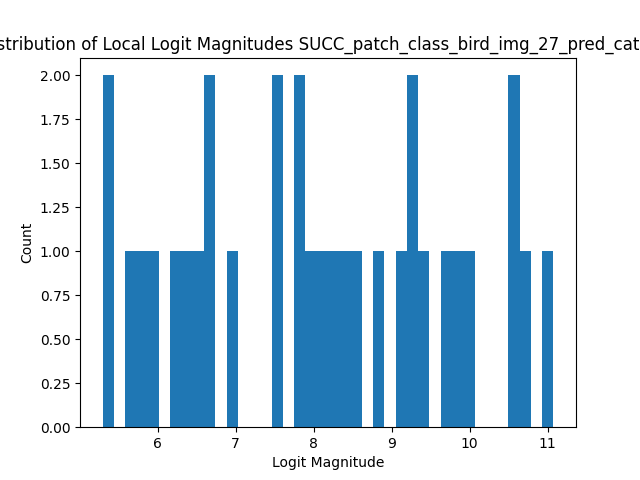 stribution of Local Logit Magnitudes SUCC_patch_class_bird_img_27_pred_cat
2.00
1.75
1.50
1.25
1.00
0.75
0.50
0.25
0.00
Count
6 7 8 9 10 11
Logit Magnitude